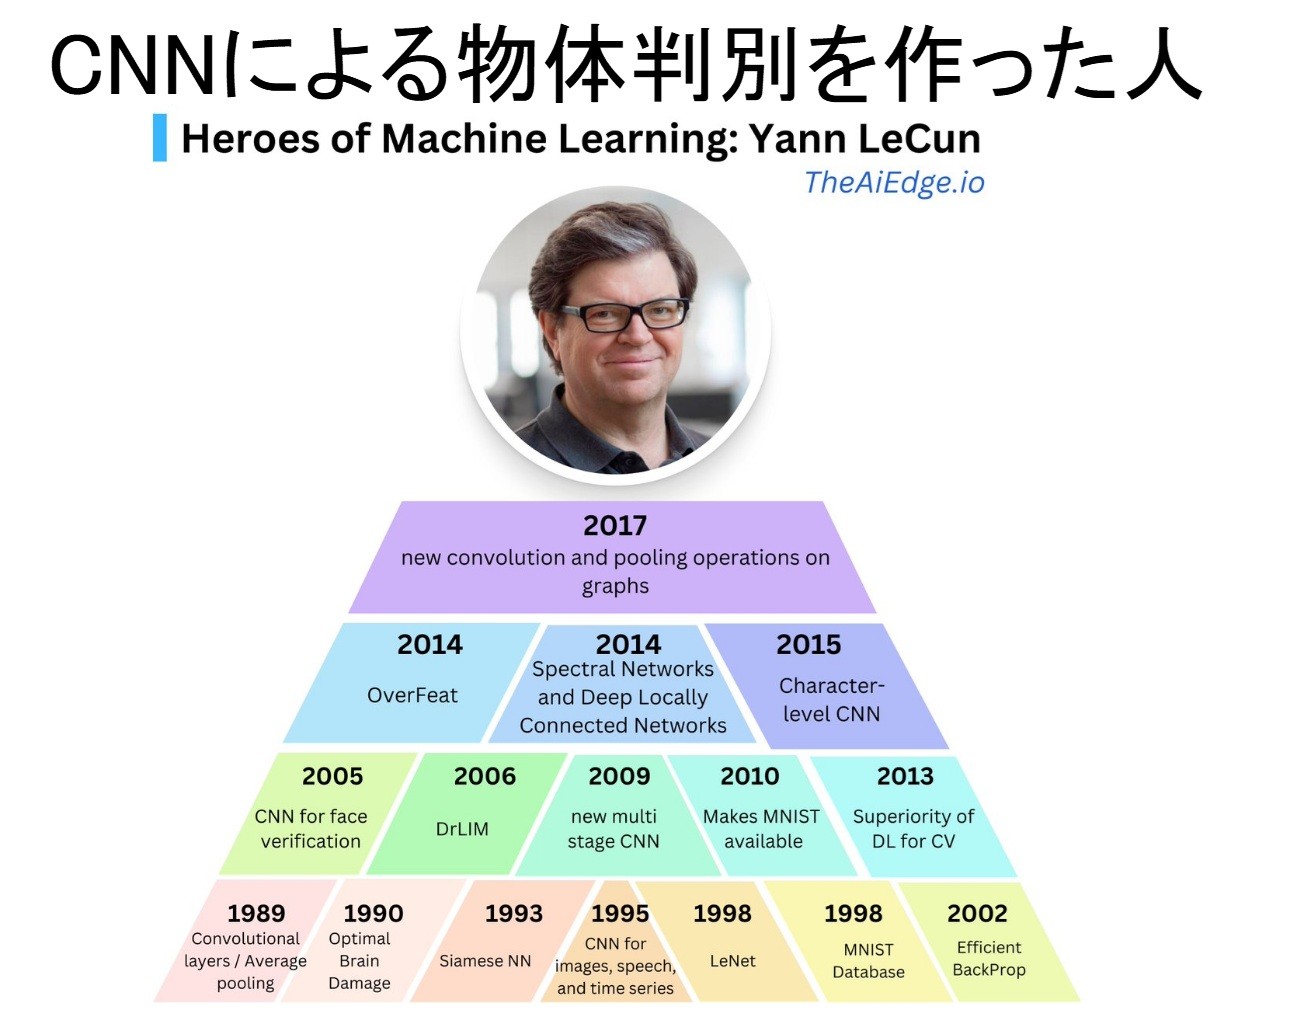 CNNによる物体判別を作った人
Heroes of Machine Learning: Yann LeCun
TheAiEdge.io
2017
new convolution and pooling operations on
graphs
2014
OverFeat
2014
Spectral Networks
and Deep Locally
Connected Networks
2015
Character-
level CNN
2005
CNN for face
verification
2006
DrLIM
2009
new multi
stage CNN
2010
Makes MNIST
available
2013
Superiority of
DL for CV
1989
Convolutional
layers / Average
pooling
1990
Optimal
Brain
Damage
1993
Siamese NN
1995
CNN for
images, speech,
and time series
1998
LeNet
1998
MNIST
Database
2002
Efficient
BackProp